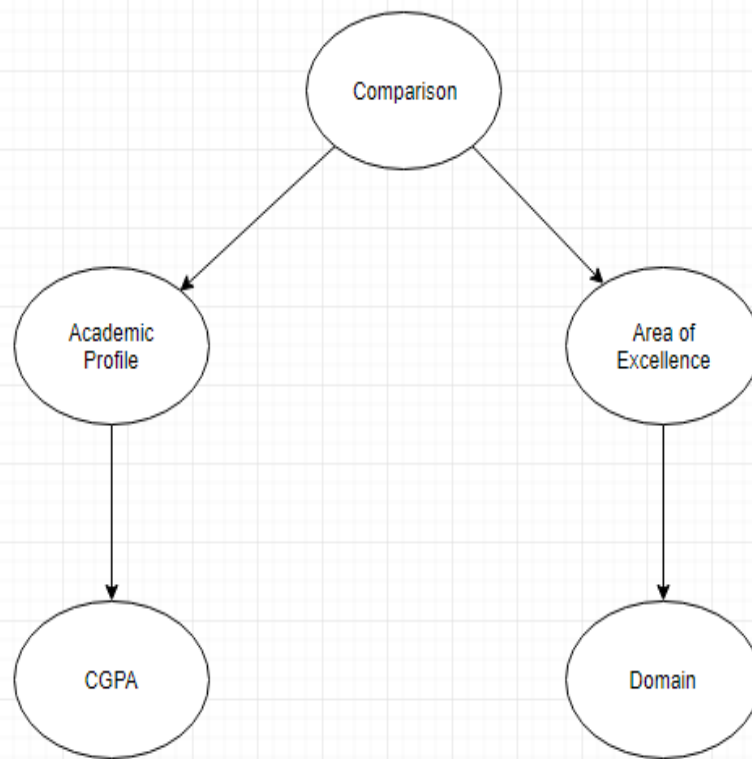 Comparison
Academic
Profile
Area of
Excellence
CGPA
Domain